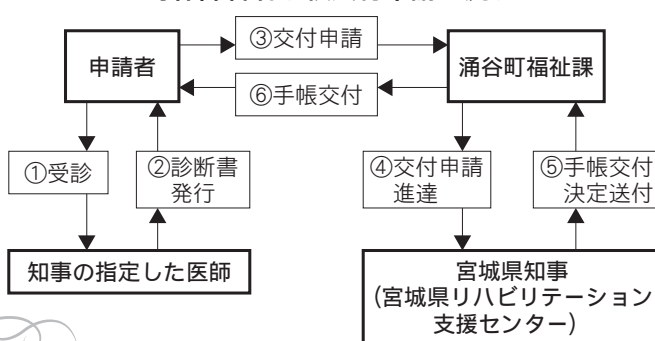 ③交付申請
申請者
涌谷町福祉課
⑥手帳交付
①受診
②診断書
発行
④交付申請
進達
⑤手帳交付
決定送付
知事の指定した医師
宮城県知事
(宮城県リハビリテーション
支援センター)